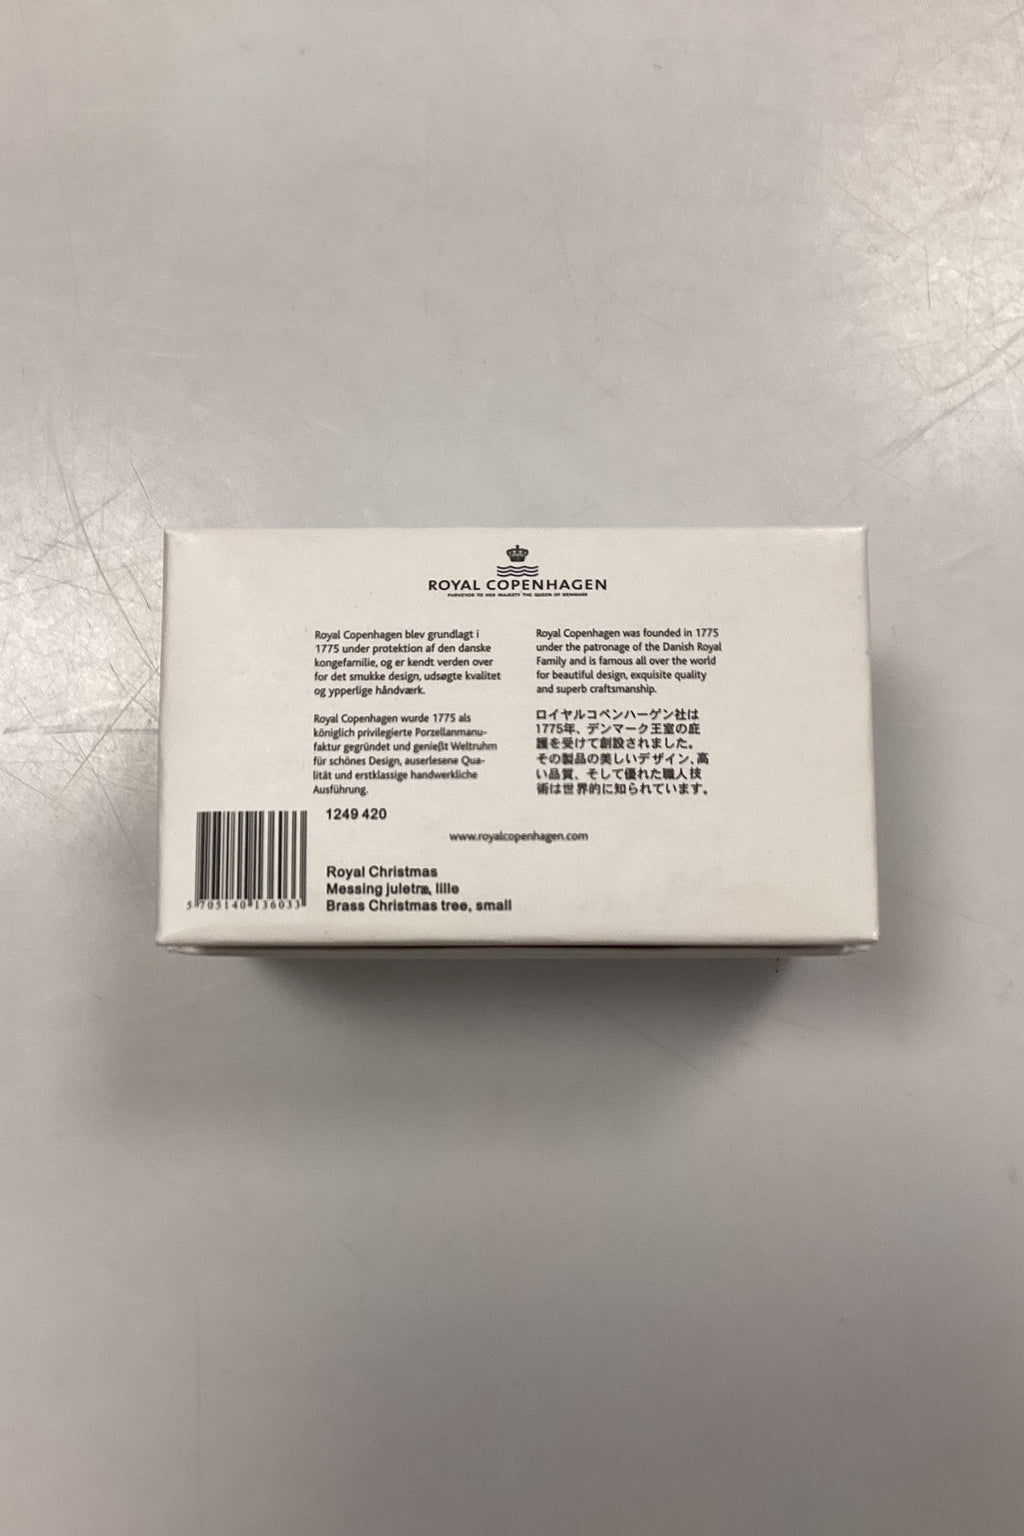 ROYAL COPENHAGEN
PURVEYOR TO HER MAJESTY THE QUEEN OF DENMARK
Royal Copenhagen blev grundlagt i
1775 under protektion af den danske
kongefamilie, og er kendt verden over
for det smukke design, udsøgte kvalitet
og ypperlige håndværk.
Royal Copenhagen wurde 1775 als
königlich privilegierte Porzellanmanu-
faktur gegründet und genießt Weltruhm
für schönes Design, auserlesene Qua-
lität und erstklassige handwerkliche
Ausführung.
Royal Copenhagen was founded in 1775
under the patronage of the Danish Royal
Family and is famous all over the world
for beautiful design, exquisite quality
and superb craftsmanship.
ロイヤルコペンハーゲン社は
1775年、デンマーク王室の庇
護を受けて創設されました。
その製品の美しいデザイン、高
い品質、そして優れた職人技
術は世界的に知られています。
1249 420
www.royalcopenhagen.com
Royal Christmas
Messing juletræ, lille
Brass Christmas tree, small
5 705140 136033